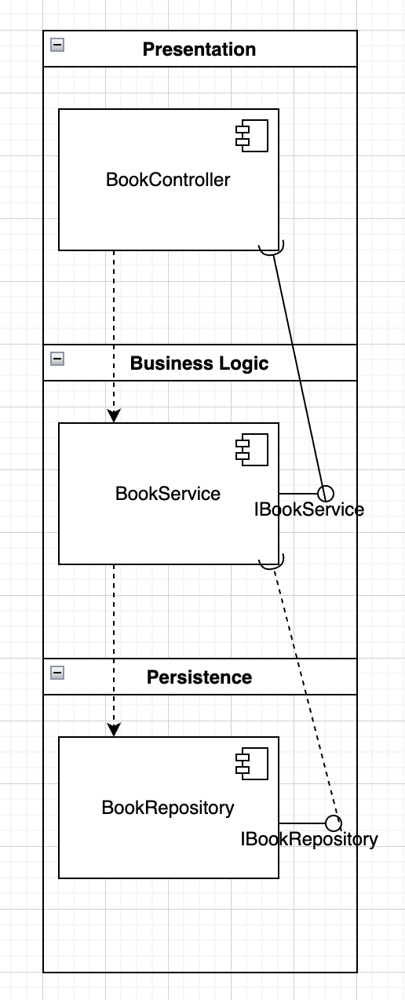 Presentation
BookController
Business Logic
BookService
IBookService
Persistence
BookRepository
IBookRepository